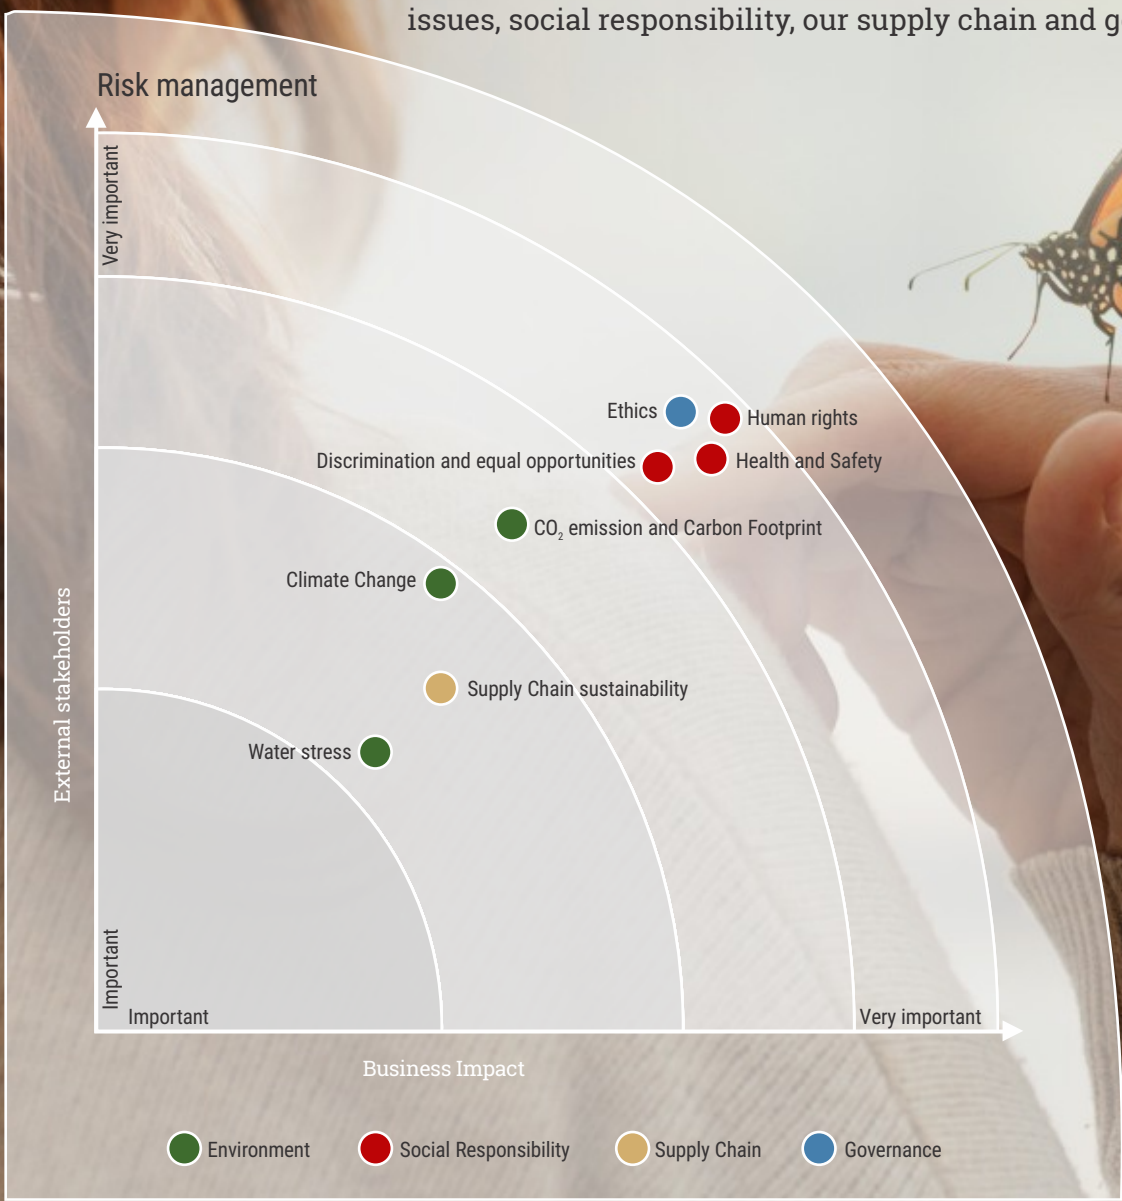 issues, social responsibility, our supply chain and g
Risk management
Very important
Ethics
Human rights
Discrimination and equal opportunities
Health and Safety
CO₂ emission and Carbon Footprint
Climate Change
External stakeholders
Supply Chain sustainability
Water stress
Important
Important
Very important
Business Impact
Environment
Social Responsibility
Supply Chain
Governance